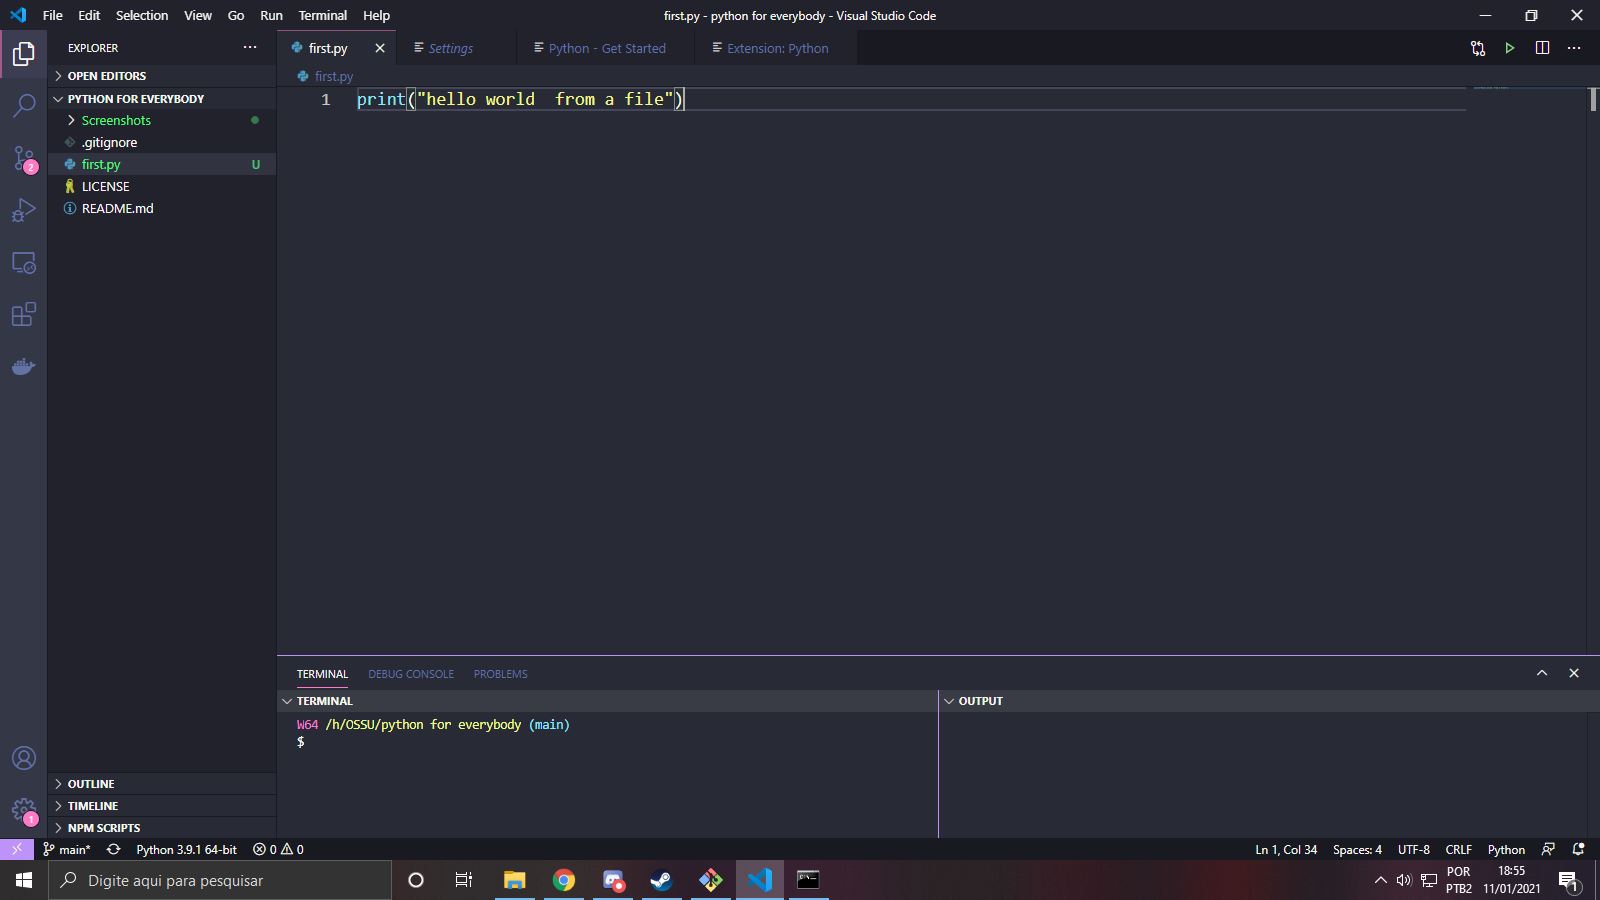 File Edit Selection View Go Run Terminal Help
first.py - python for everybody - Visual Studio Code
EXPLORER
OPEN EDITORS
PYTHON FOR EVERYBODY
Screenshots
.gitignore
first.py U
LICENSE
README.md
OUTLINE
TIMELINE
NPM SCRIPTS
2
1
first.py Settings Python - Get Started Extension: Python
first.py
1 print("hello world  from a file")
TERMINAL DEBUG CONSOLE PROBLEMS
TERMINAL
W64 /h/OSSU/python for everybody (main)
$
OUTPUT
main* Python 3.9.1 64-bit 0 0 Ln 1, Col 34 Spaces: 4 UTF-8 CRLF Python
Digite aqui para pesquisar
POR
PTB2
18:55
11/01/2021
1